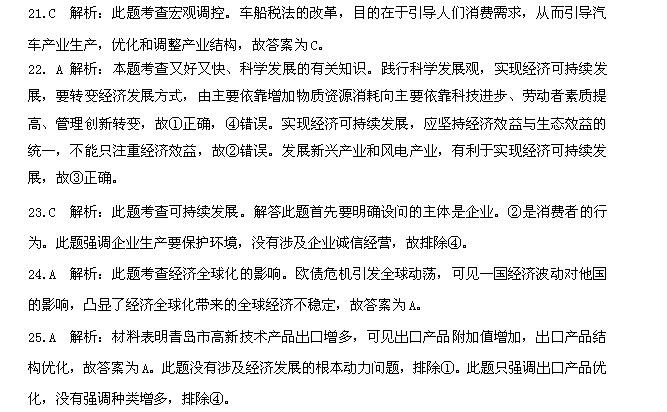 21.C 解析：此题考查宏观调控。车船税法的改革，目的在于引导人们消费需求，从而引导汽
车产业生产，优化和调整产业结构，故答案为C。
22. A 解析：本题考查又好又快、科学发展的有关知识。践行科学发展观，实现经济可持续发
展，要转变经济发展方式，由主要依靠增加物质资源消耗向主要依靠科技进步、劳动者素质提
高、管理创新转变，故①正确，④错误。实现经济可持续发展，应坚持经济效益与生态效益的
统一，不能只注重经济效益，故②错误。发展新兴产业和风电产业，有利于实现经济可持续发
展，故③正确。
23.C 解析：此题考查可持续发展。解答此题首先要明确设问的主体是企业。②是消费者的行
为。此题强调企业生产要保护环境，没有涉及企业诚信经营，故排除④。
24.A 解析：此题考查经济全球化的影响。欧债危机引发全球动荡，可见一国经济波动对他国
的影响，凸显了经济全球化带来的全球经济不稳定，故答案为A。
25.A 解析：材料表明青岛市高新技术产品出口增多，可见出口产品附加值增加，出口产品结
构优化，故答案为A。此题没有涉及经济发展的根本动力问题，排除①。此题只强调出口产品优
化，没有强调种类增多，排除④。